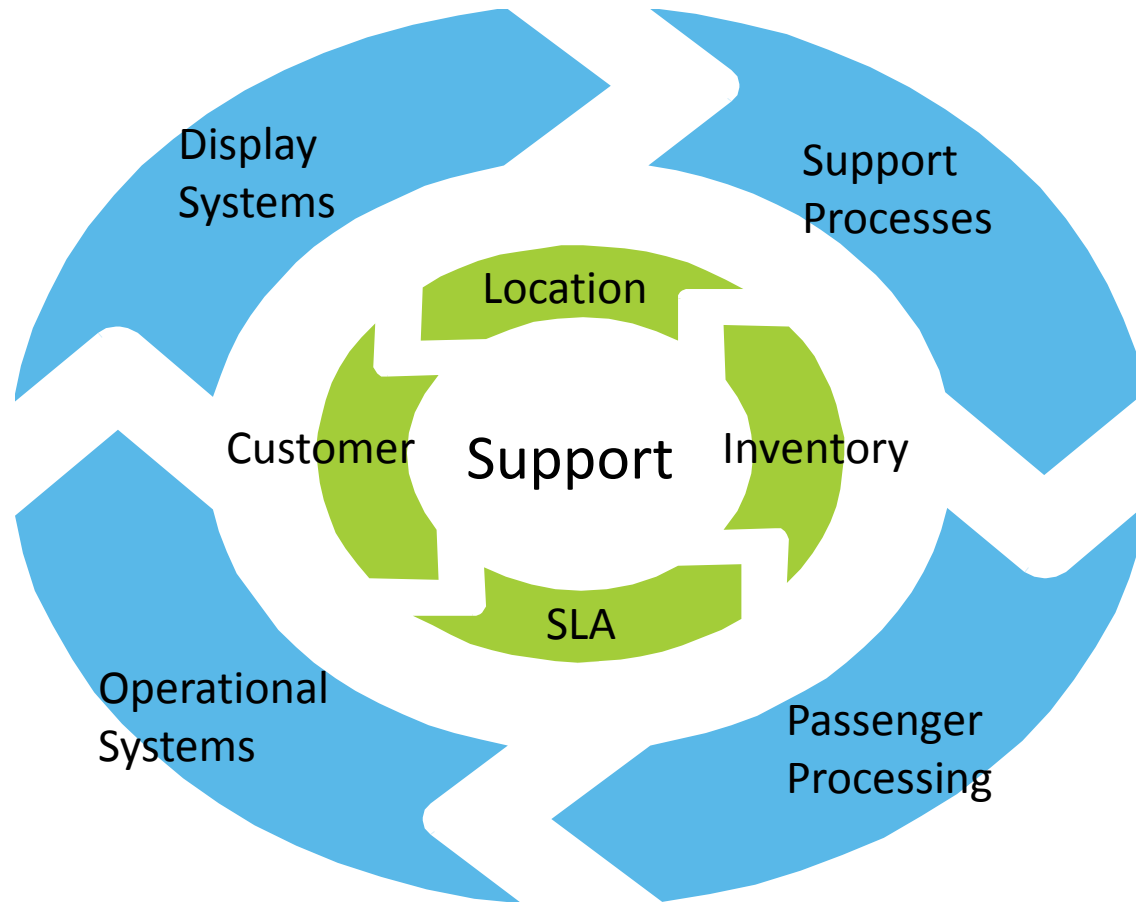 Display
Systems
Support
Processes
Location
Customer
Support
Inventory
SLA
Operational
Systems
Passenger
Processing